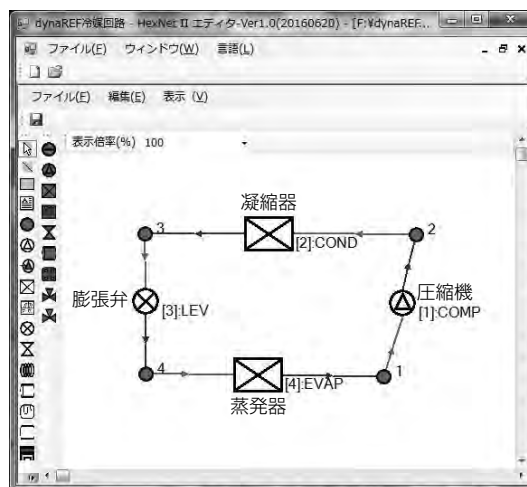 dynaREF冷媒回路 - HexNet II エディタ-Ver1.0(20160620) - [F:¥dynaREF...
ファイル(F) ウィンドウ(W) 言語(L)
ファイル(F) 編集(E) 表示 (V)
表示倍率(%) 100
凝縮器
3
2
[2]:COND
膨張弁
[3]:LEV
圧縮機
[1]:COMP
4
1
[4]:EVAP
蒸発器